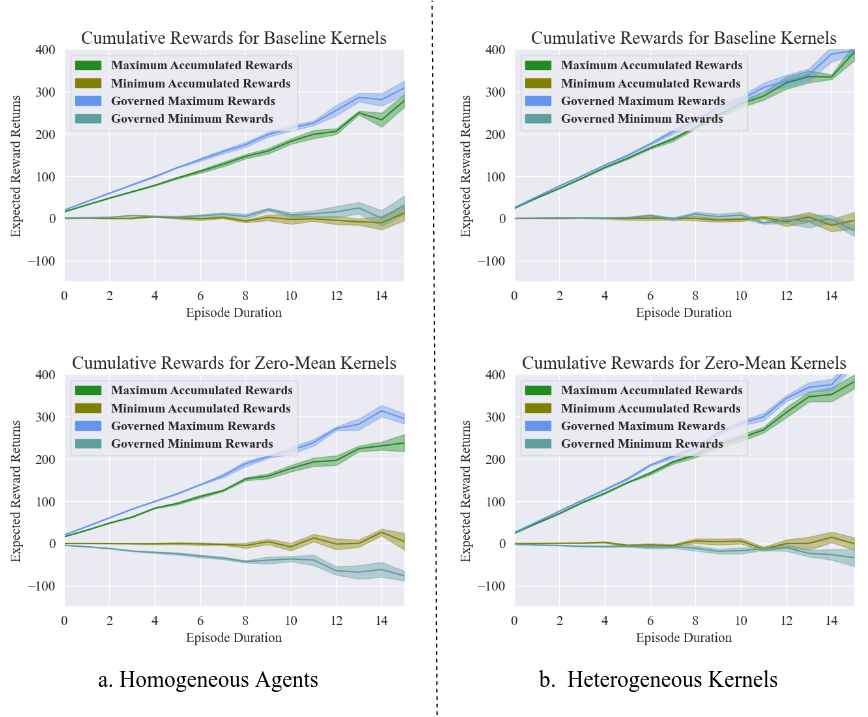 Cumulative Rewards for Baseline Kernels
400
300
200
100
0
−100
Expected Reward Returns
Maximum Accumulated Rewards
Minimum Accumulated Rewards
Governed Maximum Rewards
Governed Minimum Rewards
0 2 4 6 8 10 12 14
Episode Duration
Cumulative Rewards for Baseline Kernels
400
300
200
100
0
−100
Expected Reward Returns
Maximum Accumulated Rewards
Minimum Accumulated Rewards
Governed Maximum Rewards
Governed Minimum Rewards
0 2 4 6 8 10 12 14
Episode Duration
Cumulative Rewards for Zero-Mean Kernels
400
300
200
100
0
−100
Expected Reward Returns
Maximum Accumulated Rewards
Minimum Accumulated Rewards
Governed Maximum Rewards
Governed Minimum Rewards
0 2 4 6 8 10 12 14
Episode Duration
Cumulative Rewards for Zero-Mean Kernels
400
300
200
100
0
−100
Expected Reward Returns
Maximum Accumulated Rewards
Minimum Accumulated Rewards
Governed Maximum Rewards
Governed Minimum Rewards
0 2 4 6 8 10 12 14
Episode Duration
a. Homogeneous Agents
b. Heterogeneous Kernels